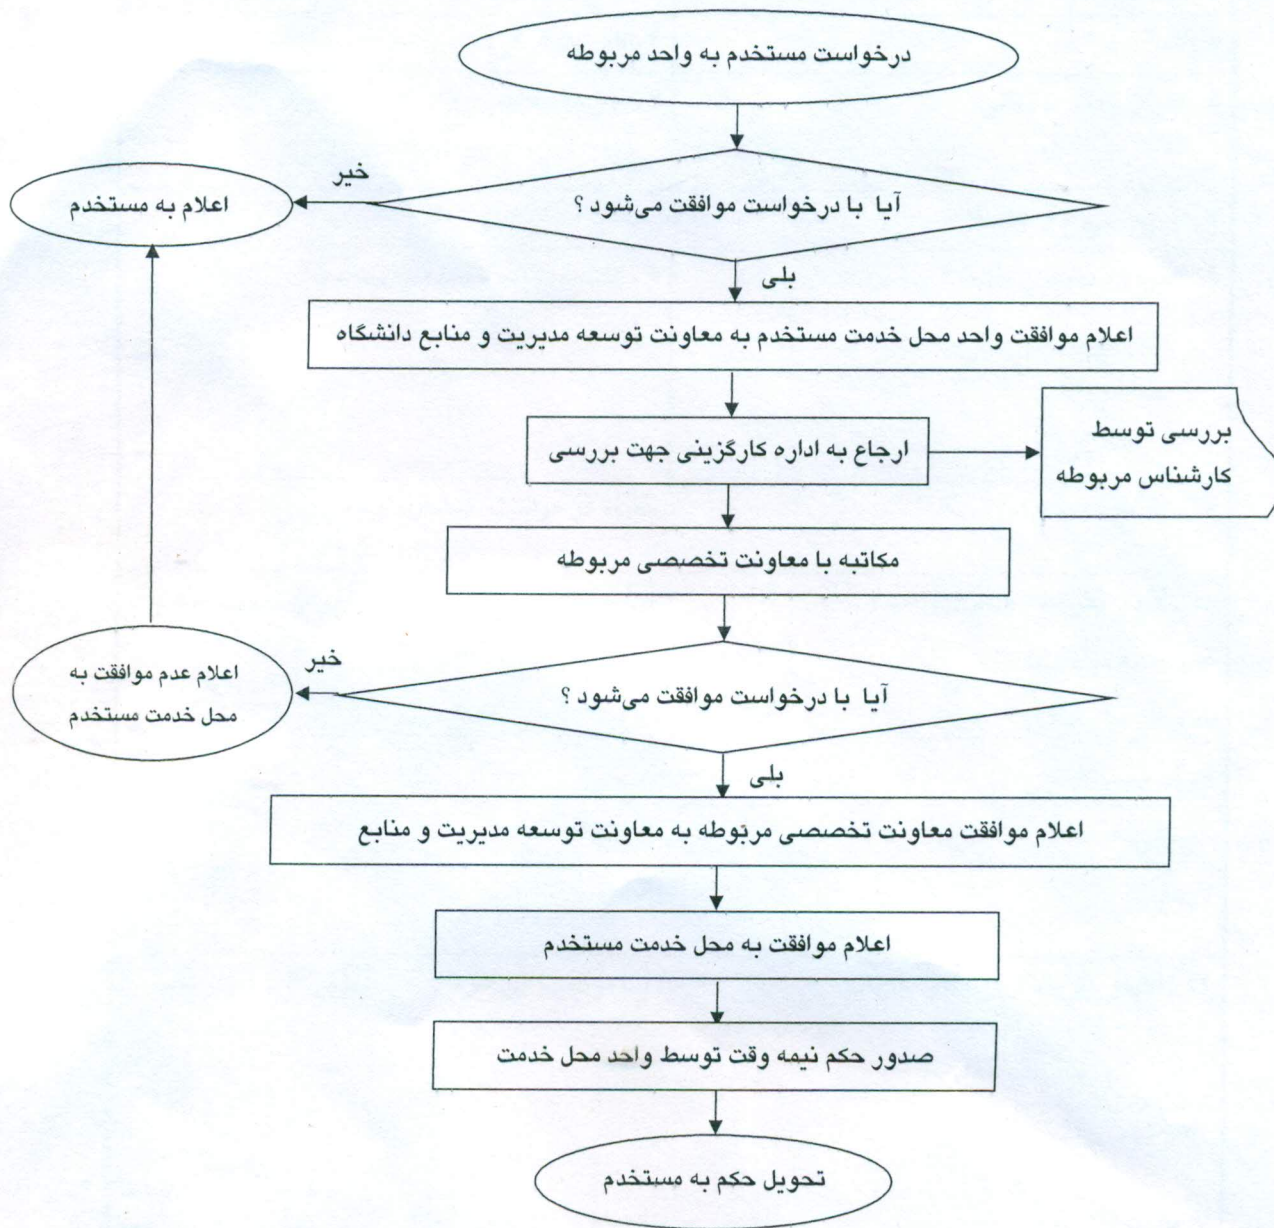 درخواست مستخدم به واحد مربوطه
آیا با درخواست موافقت می‌شود ؟
خیر
اعلام به مستخدم
بلی
اعلام موافقت واحد محل خدمت مستخدم به معاونت توسعه مدیریت و منابع دانشگاه
ارجاع به اداره کارگزینی جهت بررسی
بررسی توسط
کارشناس مربوطه
مکاتبه با معاونت تخصصی مربوطه
آیا با درخواست موافقت می‌شود ؟
خیر
اعلام عدم موافقت به
محل خدمت مستخدم
بلی
اعلام موافقت معاونت تخصصی مربوطه به معاونت توسعه مدیریت و منابع
اعلام موافقت به محل خدمت مستخدم
صدور حکم نیمه وقت توسط واحد محل خدمت
تحویل حکم به مستخدم